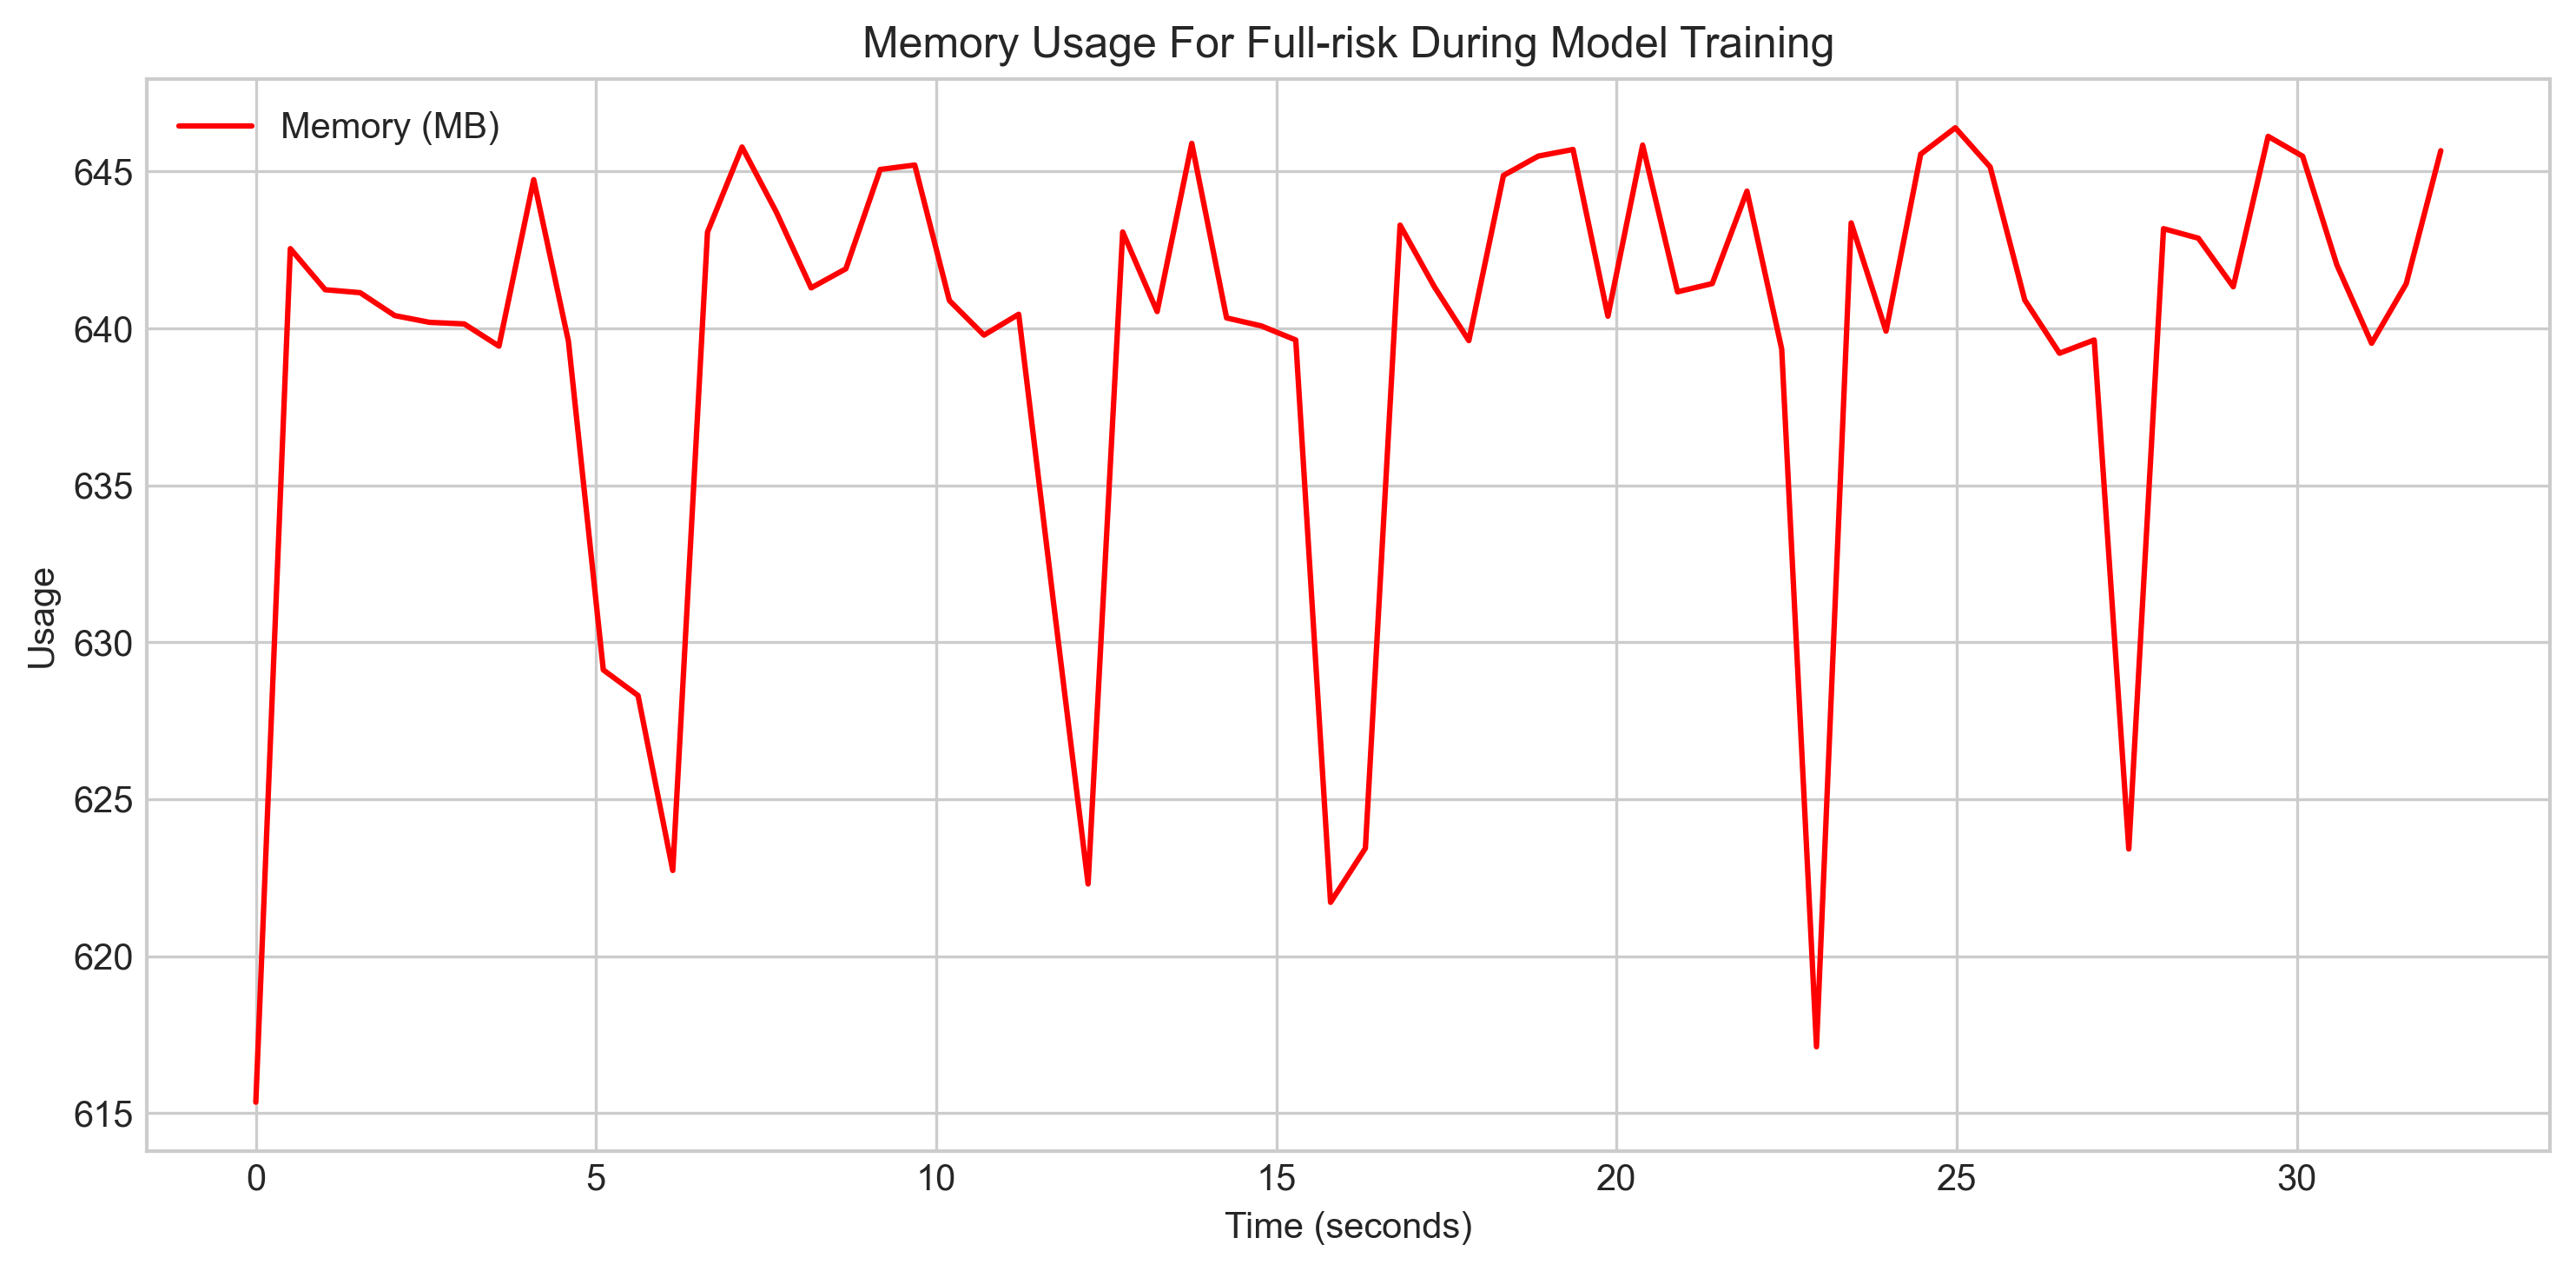 Memory Usage For Full-risk During Model Training
Memory (MB)
645
640
635
630
625
620
615
Usage
0 5 10 15 20 25 30
Time (seconds)